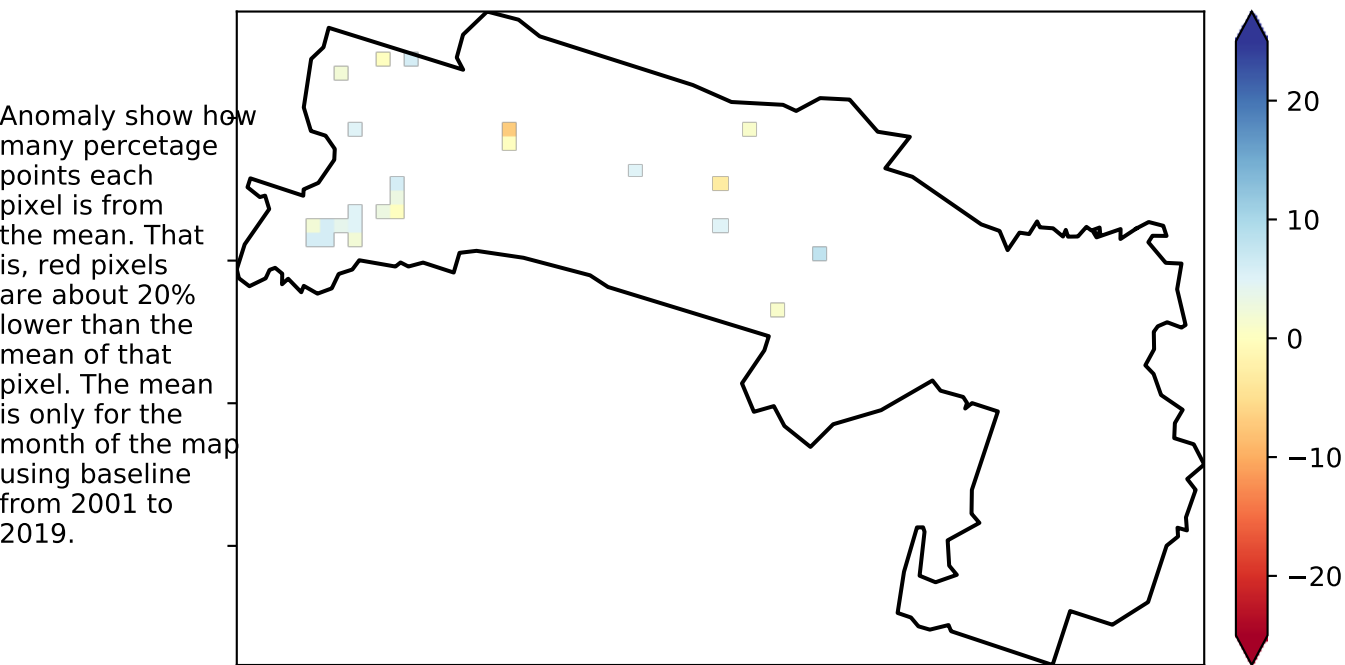 Anomaly show how
many percetage
points each
pixel is from
the mean. That
is, red pixels
are about 20%
lower than the
mean of that
pixel. The mean
is only for the
month of the map
using baseline
from 2001 to
2019.
20
10
0
−10
−20